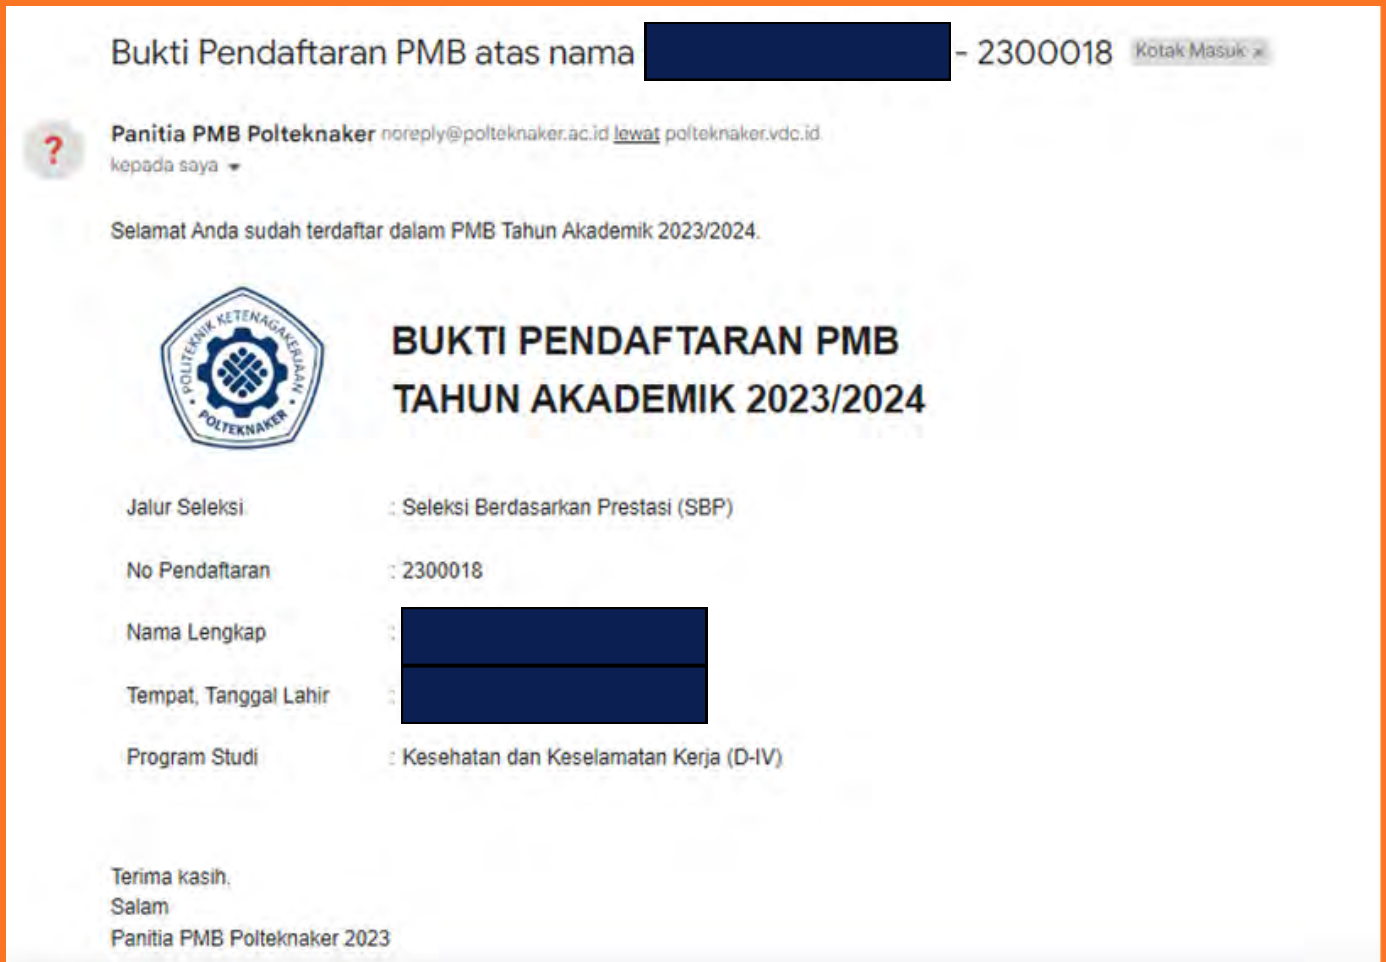 Bukti Pendaftaran PMB atas nama - 2300018 Kotak Masuk ×
?
Panitia PMB Polteknaker noreply@polteknaker.ac.id lewat polteknaker.vdc.id
kepada saya
Selamat Anda sudah terdaftar dalam PMB Tahun Akademik 2023/2024.
POLITEKNIK KETENAGAKERJAAN
POLTEKNAKER
BUKTI PENDAFTARAN PMB
TAHUN AKADEMIK 2023/2024
Jalur Seleksi : Seleksi Berdasarkan Prestasi (SBP)
No Pendaftaran : 2300018
Nama Lengkap :
Tempat, Tanggal Lahir :
Program Studi : Kesehatan dan Keselamatan Kerja (D-IV)
Terima kasih.
Salam
Panitia PMB Polteknaker 2023